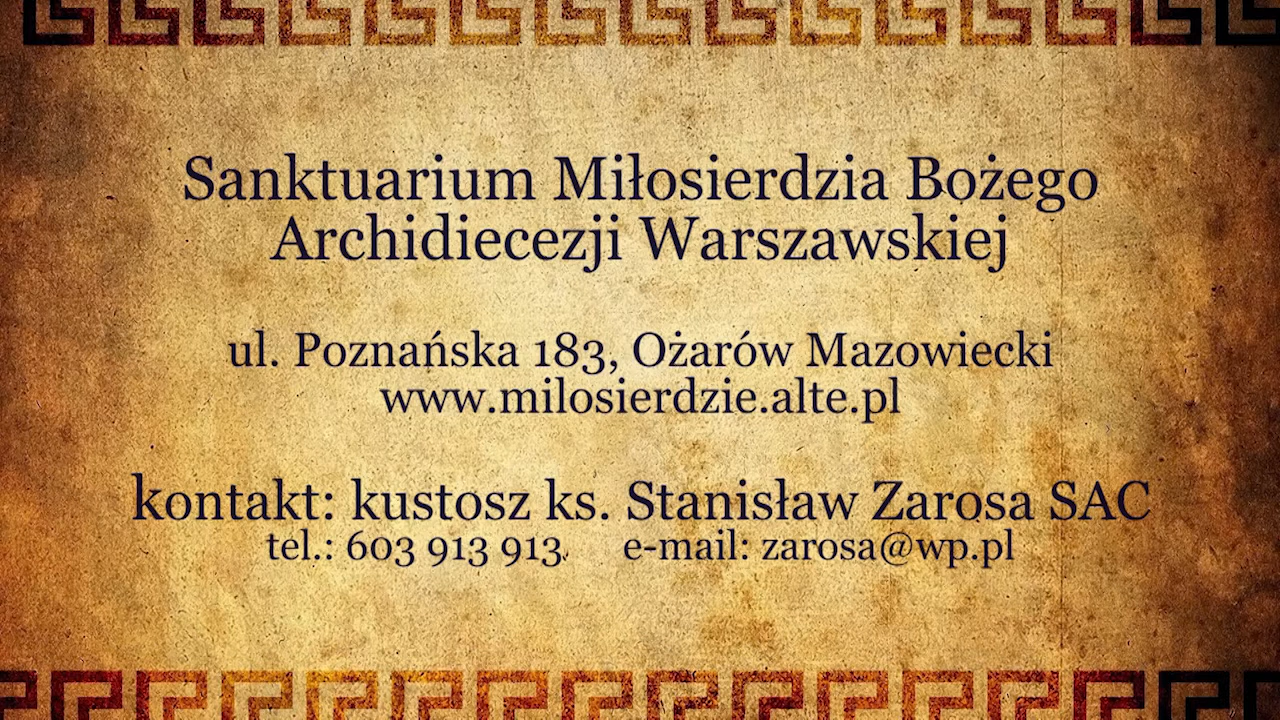 Sanktuarium Miłosierdzia Bożego
Archidiecezji Warszawskiej
ul. Poznańska 183, Ożarów Mazowiecki
www.milosierdzie.alte.pl
kontakt: kustosz ks. Stanisław Zarosa SAC
tel.: 603 913 913 e-mail: zarosa@wp.pl